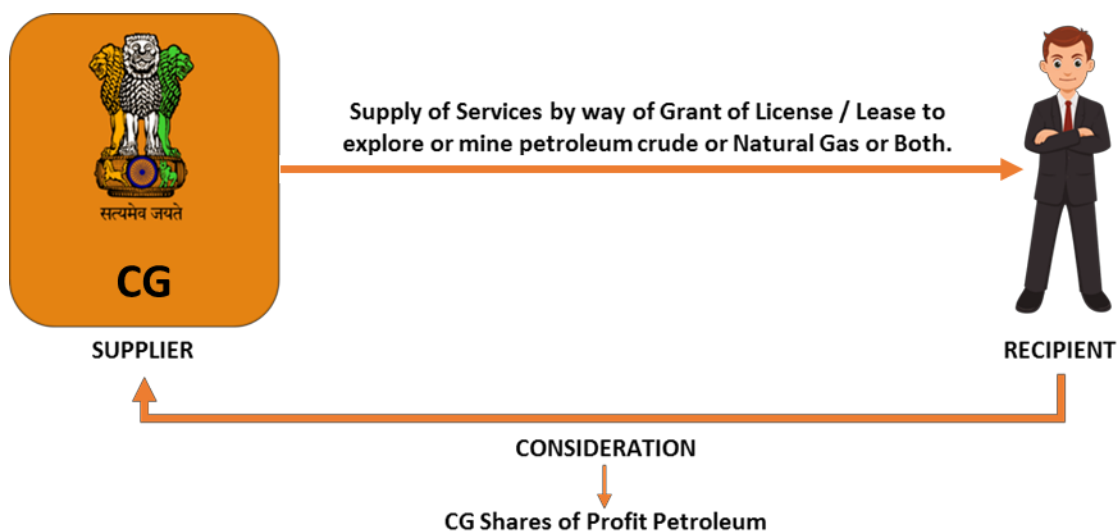 Supply of Services by way of Grant of License / Lease to
explore or mine petroleum crude or Natural Gas or Both.
सत्यमेव जयते
CG
SUPPLIER
RECIPIENT
CONSIDERATION
CG Shares of Profit Petroleum